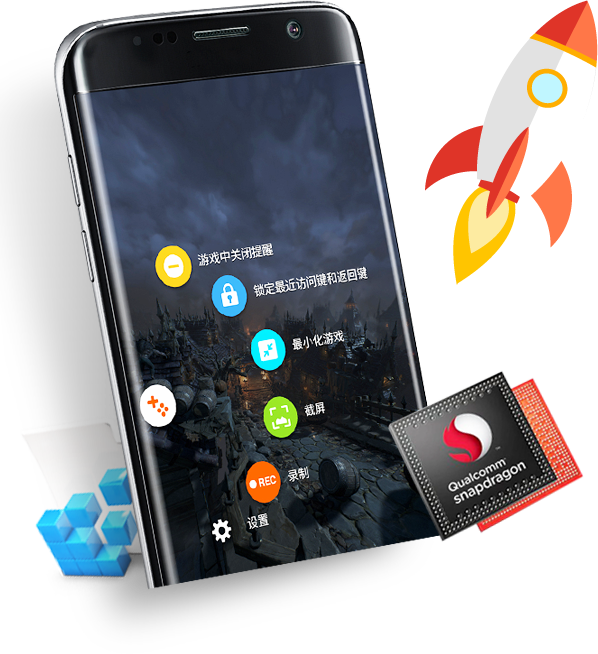 游戏中关闭提醒
锁定最近访问键和返回键
最小化游戏
截屏
REC 录制
设置
Qualcomm™
snapdragon